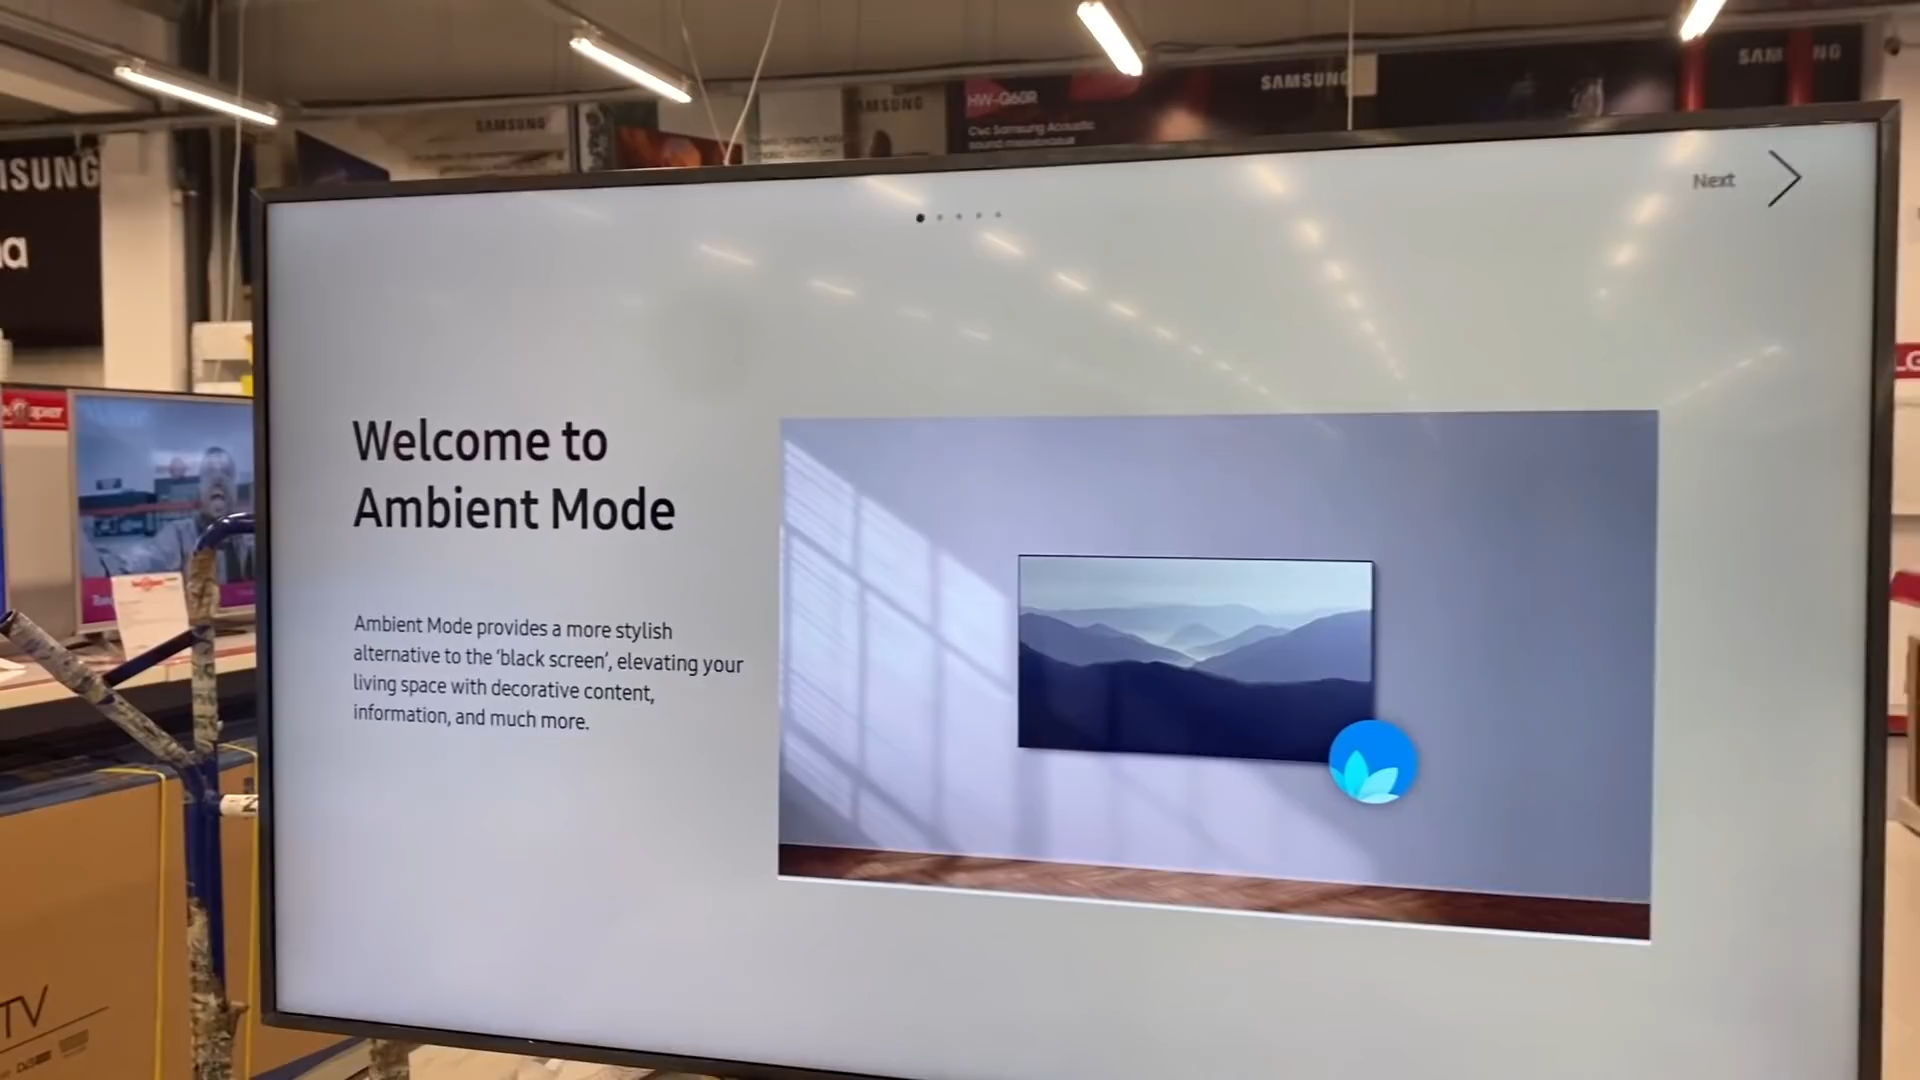 SAMSUNG
SAMSUNG
HW-Q60R
SAMSUNG
SAMSUNG
Next
Welcome to
Ambient Mode
Ambient Mode provides a more stylish
alternative to the ‘black screen’, elevating your
living space with decorative content,
information, and much more.
TV